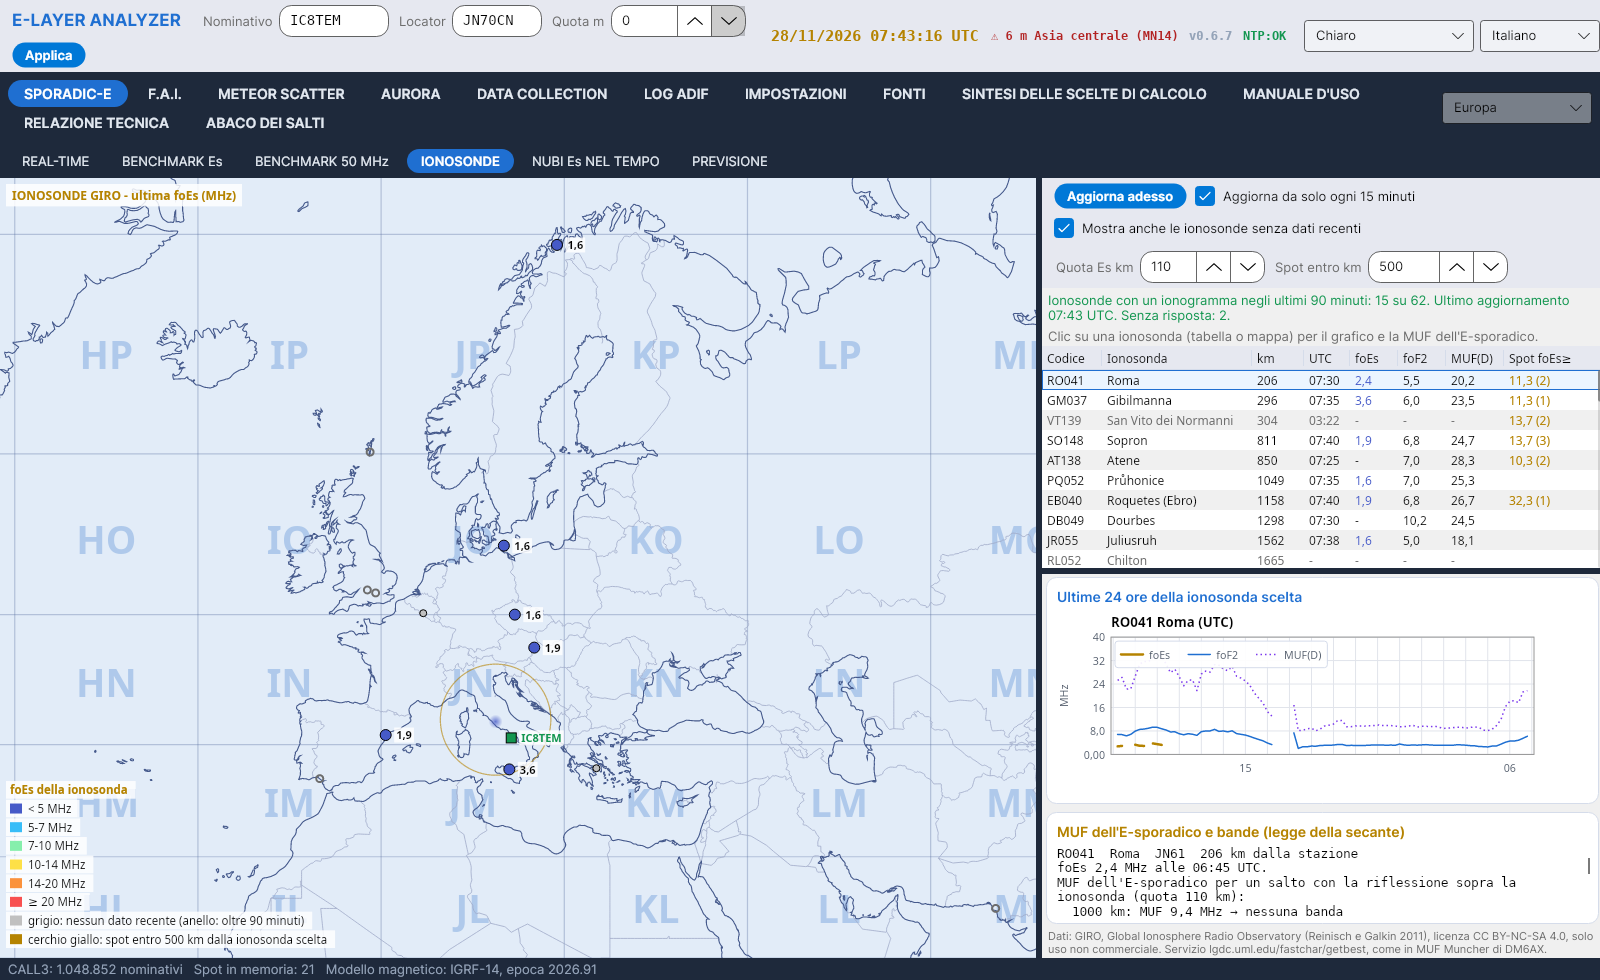 E-LAYER ANALYZER Nominativo IC8TEM Locator JN70CN Quota m 0
28/11/2026 07:43:16 UTC ⚠ 6 m Asia centrale (MN14) v0.6.7 NTP:OK Chiaro Italiano
Applica
SPORADIC-E F.A.I. METEOR SCATTER AURORA DATA COLLECTION LOG ADIF IMPOSTAZIONI FONTI SINTESI DELLE SCELTE DI CALCOLO MANUALE D'USO
RELAZIONE TECNICA ABACO DEI SALTI Europa
REAL-TIME BENCHMARK Es BENCHMARK 50 MHz IONOSONDE NUBI Es NEL TEMPO PREVISIONE
IONOSONDE GIRO - ultima foEs (MHz)
1,6
HP IP JP KP LP
HO KO LO
1,6
1,6
1,9
HN IN JN KN LN
1,9
IC8TEM
3,6
HM IM JM KM LM
JL KL
foEs della ionosonda
< 5 MHz
5-7 MHz
7-10 MHz
10-14 MHz
14-20 MHz
≥ 20 MHz
grigio: nessun dato recente (anello: oltre 90 minuti)
cerchio giallo: spot entro 500 km dalla ionosonda scelta
Aggiorna adesso Aggiorna da solo ogni 15 minuti
Mostra anche le ionosonde senza dati recenti
Quota Es km 110 Spot entro km 500
Ionosonde con un ionogramma negli ultimi 90 minuti: 15 su 62. Ultimo aggiornamento
07:43 UTC. Senza risposta: 2.
Clic su una ionosonda (tabella o mappa) per il grafico e la MUF dell'E-sporadico.
Codice Ionosonda km UTC foEs foF2 MUF(D) Spot foEs≥
RO041 Roma 206 07:30 2,4 5,5 20,2 11,3 (2)
GM037 Gibilmanna 296 07:35 3,6 6,0 23,5 11,3 (1)
VT139 San Vito dei Normanni 304 03:22 - - - 13,7 (2)
SO148 Sopron 811 07:40 1,9 6,8 24,7 13,7 (3)
AT138 Atene 850 07:25 - 7,0 28,3 10,3 (2)
PQ052 Průhonice 1049 07:35 1,6 7,0 25,3
EB040 Roquetes (Ebro) 1158 07:40 1,9 6,8 26,7 32,3 (1)
DB049 Dourbes 1298 07:30 - 10,2 24,5
JR055 Juliusruh 1562 07:38 1,6 5,0 18,1
RL052 Chilton 1665 - - - -
Ultime 24 ore della ionosonda scelta
RO041 Roma (UTC)
foEs foF2 MUF(D)
MHz
40
32
24
16
8,0
0,00
15 06
MUF dell'E-sporadico e bande (legge della secante)
RO041 Roma JN61 206 km dalla stazione
foEs 2,4 MHz alle 06:45 UTC.
MUF dell'E-sporadico per un salto con la riflessione sopra la
ionosonda (quota 110 km):
1000 km: MUF 9,4 MHz → nessuna banda
Dati: GIRO, Global Ionosphere Radio Observatory (Reinisch e Galkin 2011), licenza CC BY-NC-SA 4.0, solo
uso non commerciale. Servizio lgdc.uml.edu/fastchar/getbest, come in MUF Muncher di DM6AX.
CALL3: 1.048.852 nominativi Spot in memoria: 21 Modello magnetico: IGRF-14, epoca 2026.91